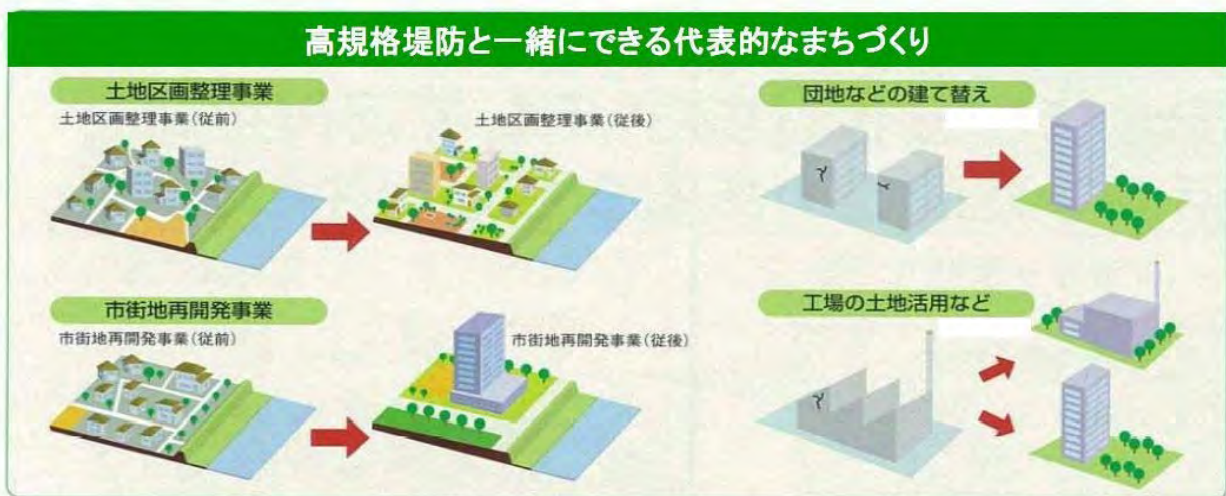 高規格堤防と一緒にできる代表的なまちづくり
土地区画整理事業
土地区画整理事業(従前)
土地区画整理事業(従後)
市街地再開発事業
市街地再開発事業(従前)
市街地再開発事業(従後)
団地などの建て替え
工場の土地活用など